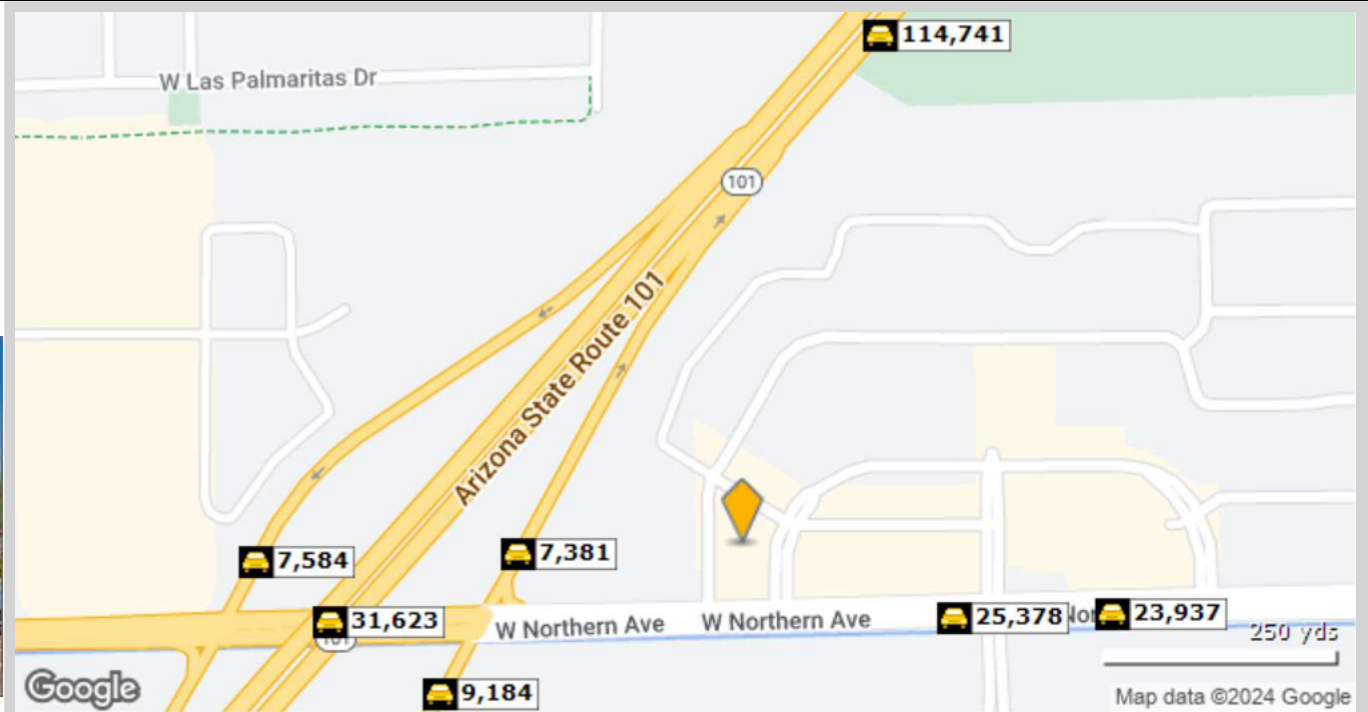 114,741
W Las Palmaritas Dr
101
Arizona State Route 101
7,584
7,381
31,623
W Northern Ave
W Northern Ave
25,378
Nor
23,937
101
250 yds
9,184
Google
Map data ©2024 Google